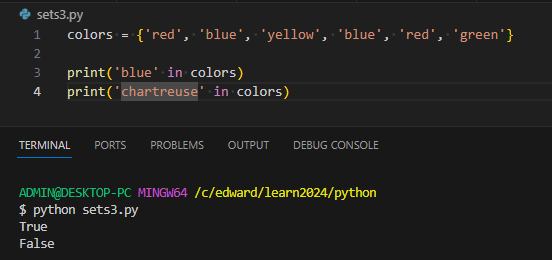 sets3.py
1 colors = {'red', 'blue', 'yellow', 'blue', 'red', 'green'}
2
3 print('blue' in colors)
4 print('chartreuse' in colors)
TERMINAL PORTS PROBLEMS OUTPUT DEBUG CONSOLE
ADMIN@DESKTOP-PC MINGW64 /c/edward/learn2024/python
$ python sets3.py
True
False